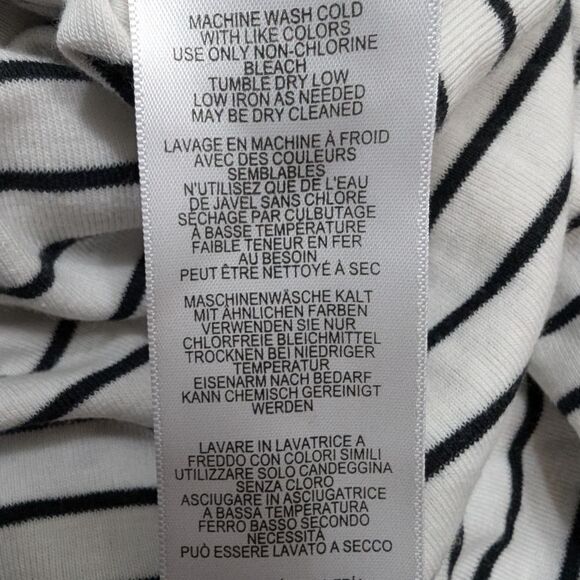 MACHINE WASH COLD
WITH LIKE COLORS
USE ONLY NON-CHLORINE
BLEACH
TUMBLE DRY LOW
LOW IRON AS NEEDED
MAY BE DRY CLEANED
LAVAGE EN MACHINE À FROID
AVEC DES COULEURS
SEMBLABLES
N'UTILISEZ QUE DE L'EAU
DE JAVEL SANS CHLORE
SÉCHAGE PAR CULBUTAGE
À BASSE TEMPÉRATURE
FAIBLE TENEUR EN FER
AU BESOIN
PEUT ÊTRE NETTOYÉ À SEC
MASCHINENWÄSCHE KALT
MIT ÄHNLICHEN FARBEN
VERWENDEN SIE NUR
CHLORFREIE BLEICHMITTEL
TROCKNEN BEI NIEDRIGER
TEMPERATUR
EISENARM NACH BEDARF
KANN CHEMISCH GEREINIGT
WERDEN
LAVARE IN LAVATRICE A
FREDDO CON COLORI SIMILI
UTILIZZARE SOLO CANDEGGINA
SENZA CLORO
ASCIUGARE IN ASCIUGATRICE
A BASSA TEMPERATURA
FERRO BASSO SECONDO
NECESSITÀ
PUÒ ESSERE LAVATO A SECCO